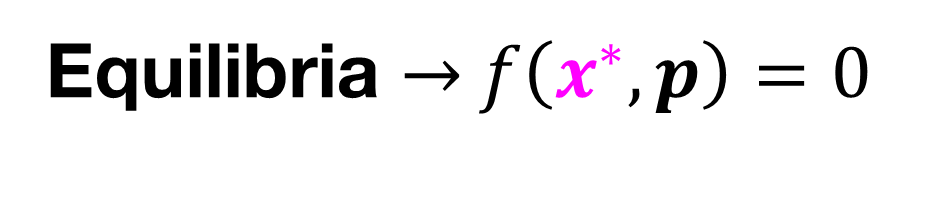 Equilibria → f(x*, p) = 0